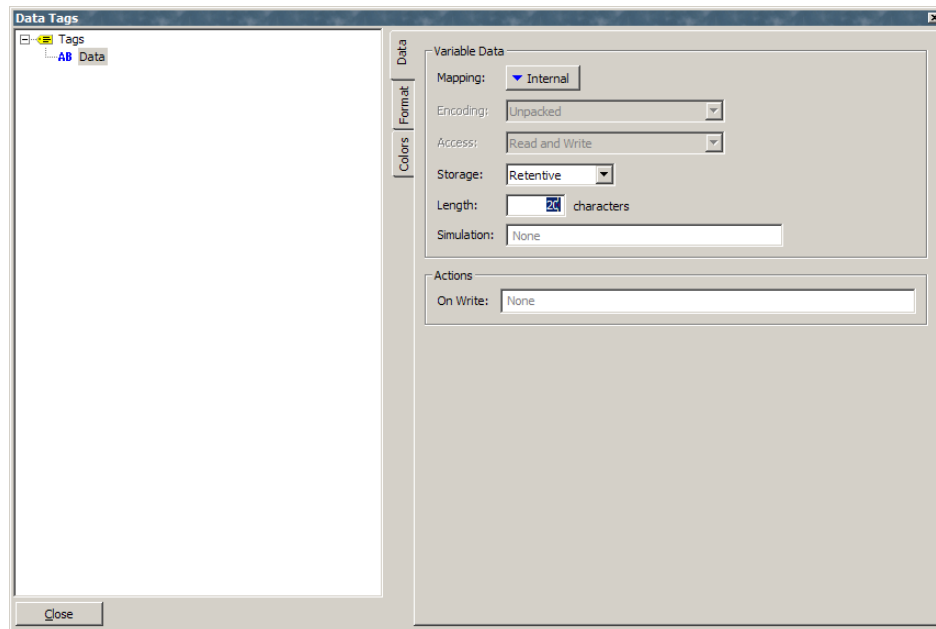 Data Tags
Tags
AB Data
Data
Format
Colors
Variable Data
Mapping: Internal
Encoding: Unpacked
Access: Read and Write
Storage: Retentive
Length: 20 characters
Simulation: None
Actions
On Write: None
Close